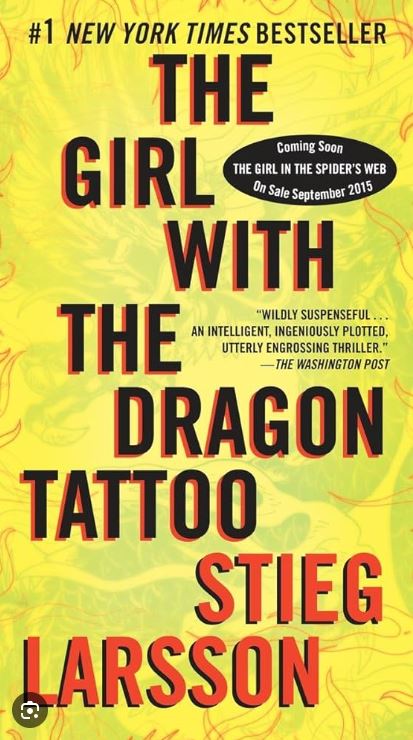 #1 NEW YORK TIMES BESTSELLER
THE
GIRL
Coming Soon
THE GIRL IN THE SPIDER'S WEB
On Sale September 2015
WITH
THE
“WILDLY SUSPENSEFUL . . .
AN INTELLIGENT, INGENIOUSLY PLOTTED,
UTTERLY ENGROSSING THRILLER.”
—THE WASHINGTON POST
DRAGON
TATTOO
STIEG
LARSSON